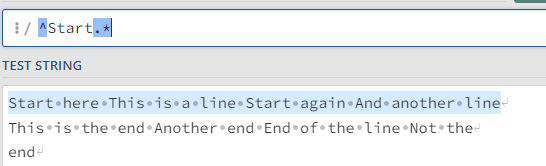 / ^Start.*
TEST STRING
Start here This is a line Start again And another line
This is the end Another end End of the line Not the
end